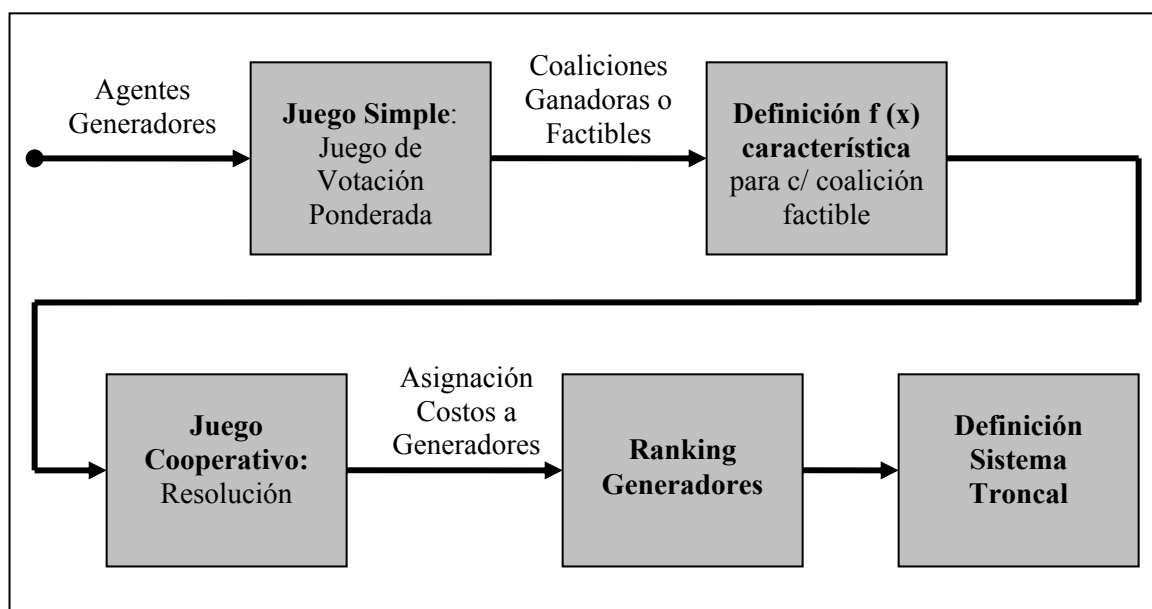 Agentes
Generadores
Juego Simple:
Juego de
Votación
Ponderada
Coaliciones
Ganadoras o
Factibles
Definición f (x)
característica
para c/ coalición
factible
Juego
Cooperativo:
Resolución
Asignación
Costos a
Generadores
Ranking
Generadores
Definición
Sistema
Troncal